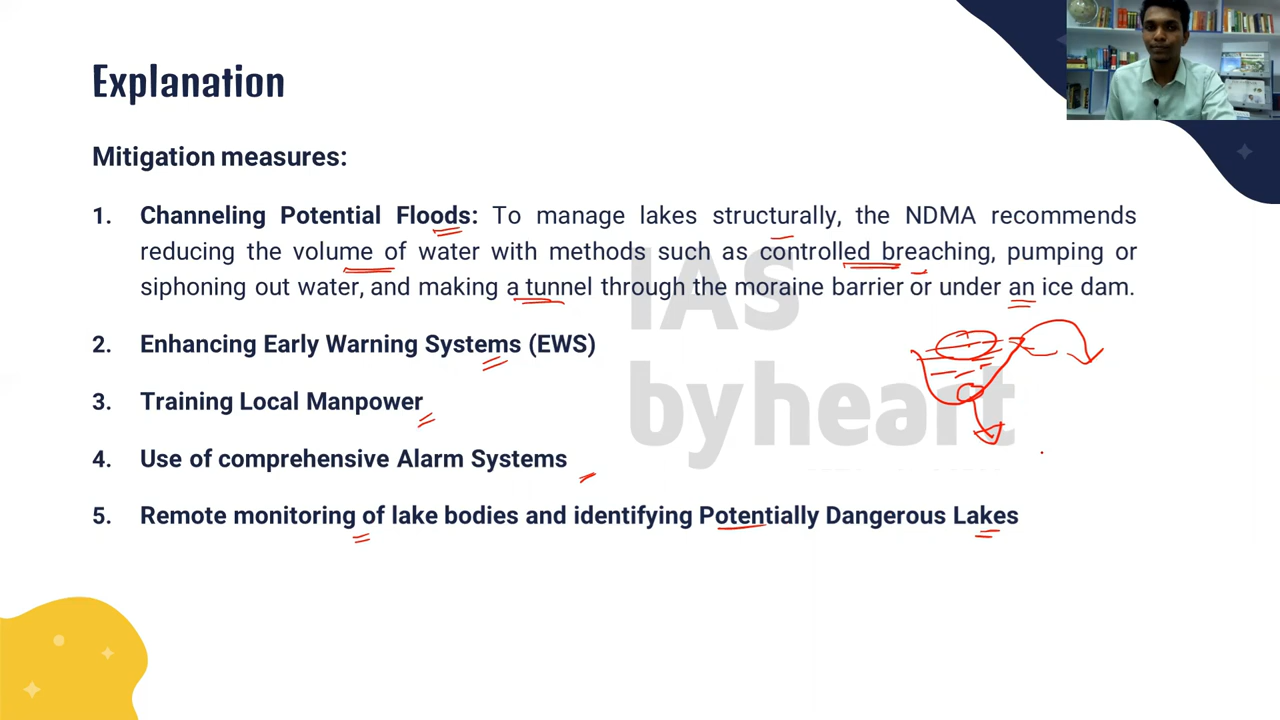 Explanation
Mitigation measures:
1. Channeling Potential Floods: To manage lakes structurally, the NDMA recommends
reducing the volume of water with methods such as controlled breaching, pumping or
siphoning out water, and making a tunnel through the moraine barrier or under an ice dam.
2. Enhancing Early Warning Systems (EWS)
3. Training Local Manpower
4. Use of comprehensive Alarm Systems
5. Remote monitoring of lake bodies and identifying Potentially Dangerous Lakes
IAS
by heart